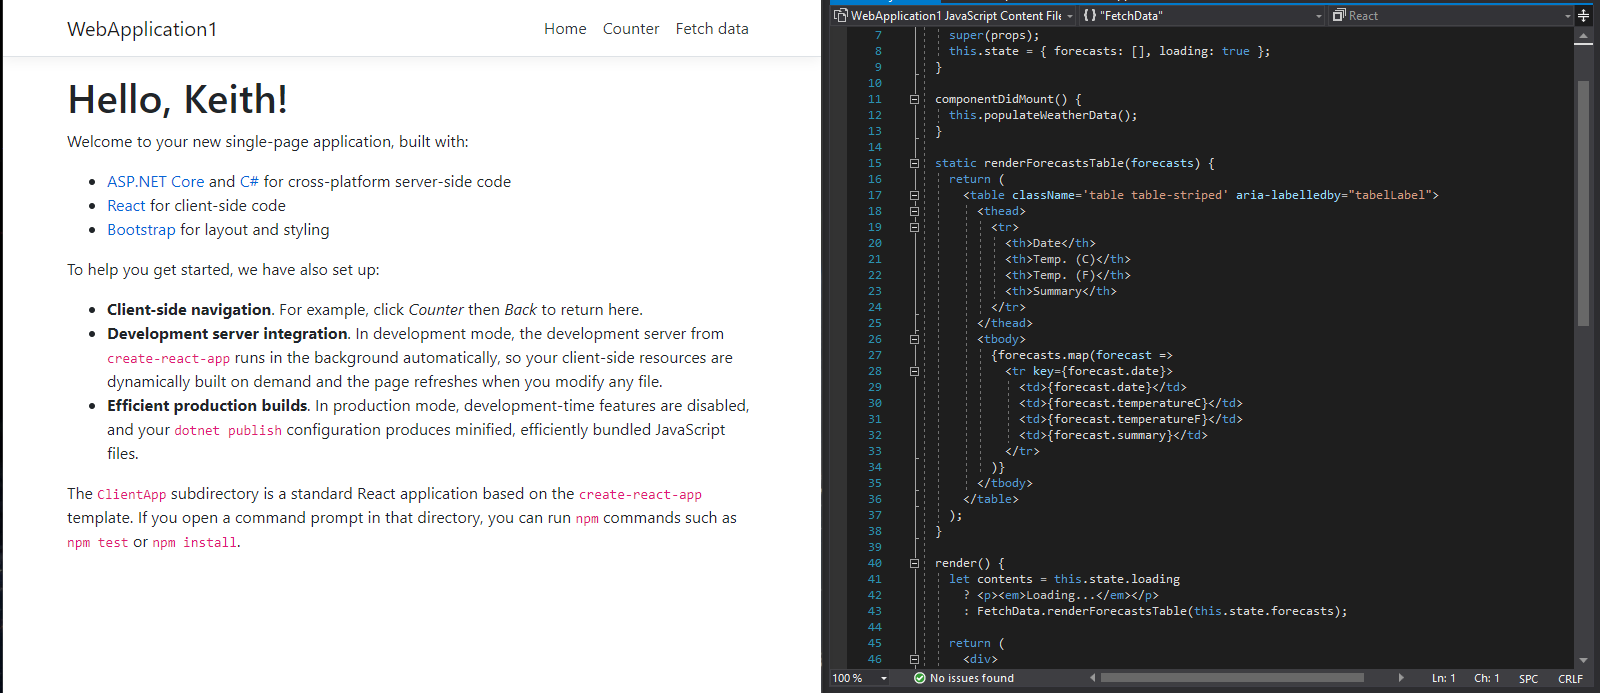 WebApplication1
Home Counter Fetch data
Hello, Keith!
Welcome to your new single-page application, built with:
ASP.NET Core and C# for cross-platform server-side code
React for client-side code
Bootstrap for layout and styling
To help you get started, we have also set up:
Client-side navigation. For example, click Counter then Back to return here.
Development server integration. In development mode, the development server from
create-react-app runs in the background automatically, so your client-side resources are
dynamically built on demand and the page refreshes when you modify any file.
Efficient production builds. In production mode, development-time features are disabled,
and your dotnet publish configuration produces minified, efficiently bundled JavaScript
files.
The ClientApp subdirectory is a standard React application based on the create-react-app
template. If you open a command prompt in that directory, you can run npm commands such as
npm test or npm install.
WebApplication1 JavaScript Content File {} "FetchData" React
7 super(props);
8 this.state = { forecasts: [], loading: true };
9 }
10
11 componentDidMount() {
12 this.populateWeatherData();
13 }
14
15 static renderForecastsTable(forecasts) {
16 return (
17 <table className='table table-striped' aria-labelledby="tabelLabel">
18 <thead>
19 <tr>
20 <th>Date</th>
21 <th>Temp. (C)</th>
22 <th>Temp. (F)</th>
23 <th>Summary</th>
24 </tr>
25 </thead>
26 <tbody>
27 {forecasts.map(forecast =>
28 <tr key={forecast.date}>
29 <td>{forecast.date}</td>
30 <td>{forecast.temperatureC}</td>
31 <td>{forecast.temperatureF}</td>
32 <td>{forecast.summary}</td>
33 </tr>
34 )}
35 </tbody>
36 </table>
37 );
38 }
39
40 render() {
41 let contents = this.state.loading
42 ? <p><em>Loading...</em></p>
43 : FetchData.renderForecastsTable(this.state.forecasts);
44
45 return (
46 <div>
100 % No issues found Ln: 1 Ch: 1 SPC CRLF